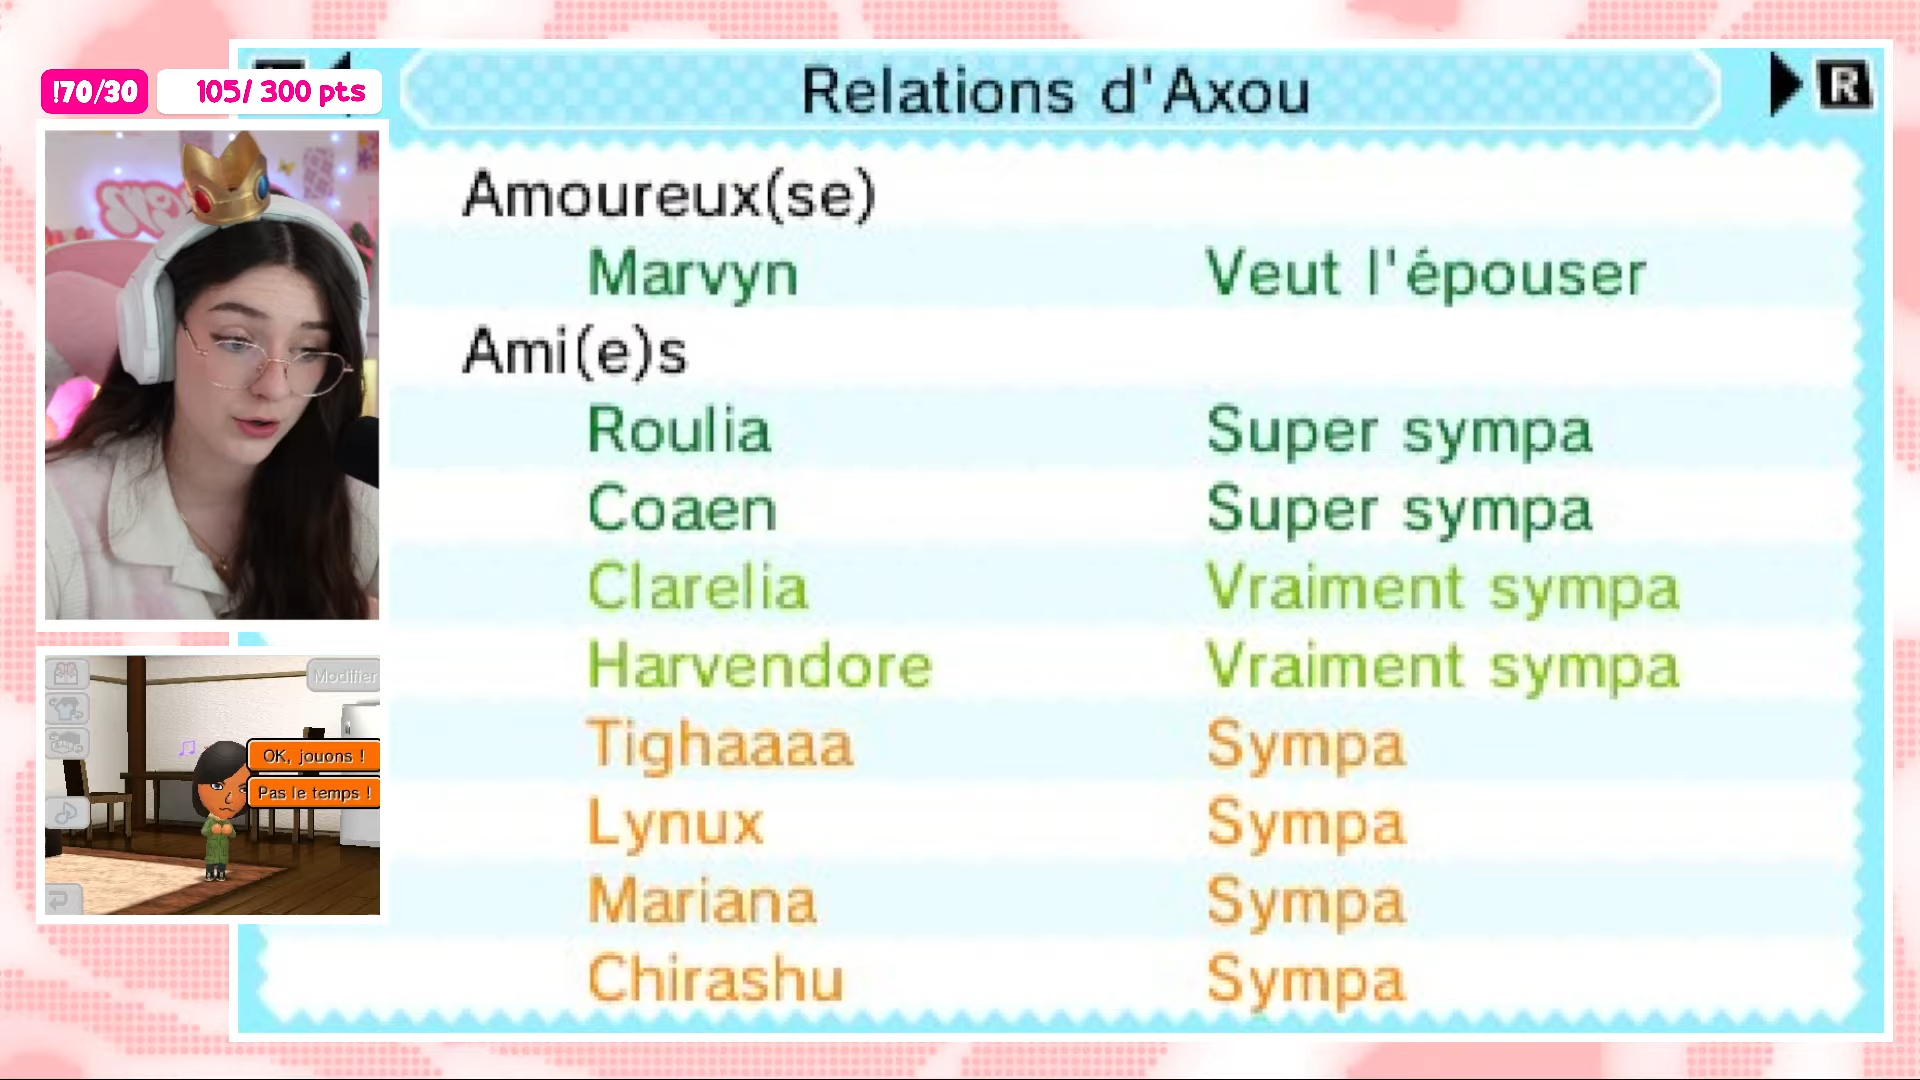 !70/30
105/ 300 pts
Relations d'Axou
R
Amoureux(se)
Marvyn Veut l'épouser
Ami(e)s
Roulia Super sympa
Coaen Super sympa
Clarelia Vraiment sympa
Harvendore Vraiment sympa
Tighaaaa Sympa
Lynux Sympa
Mariana Sympa
Chirashu Sympa
Modifier
OK, jouons !
Pas le temps !